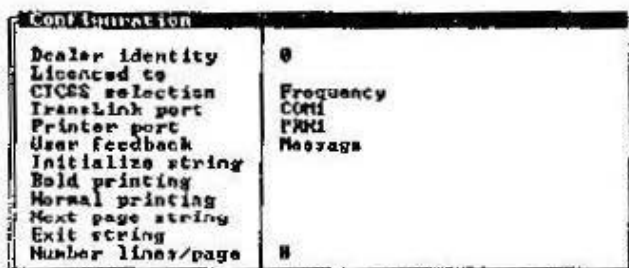 Configuration
Dealer identity 0
Licenced to
CTCSS selection Frequency
TransLink port COM1
Printer port PRN1
User feedback Message
Initialize string
Bold printing
Normal printing
Next page string
Exit string
Number lines/page